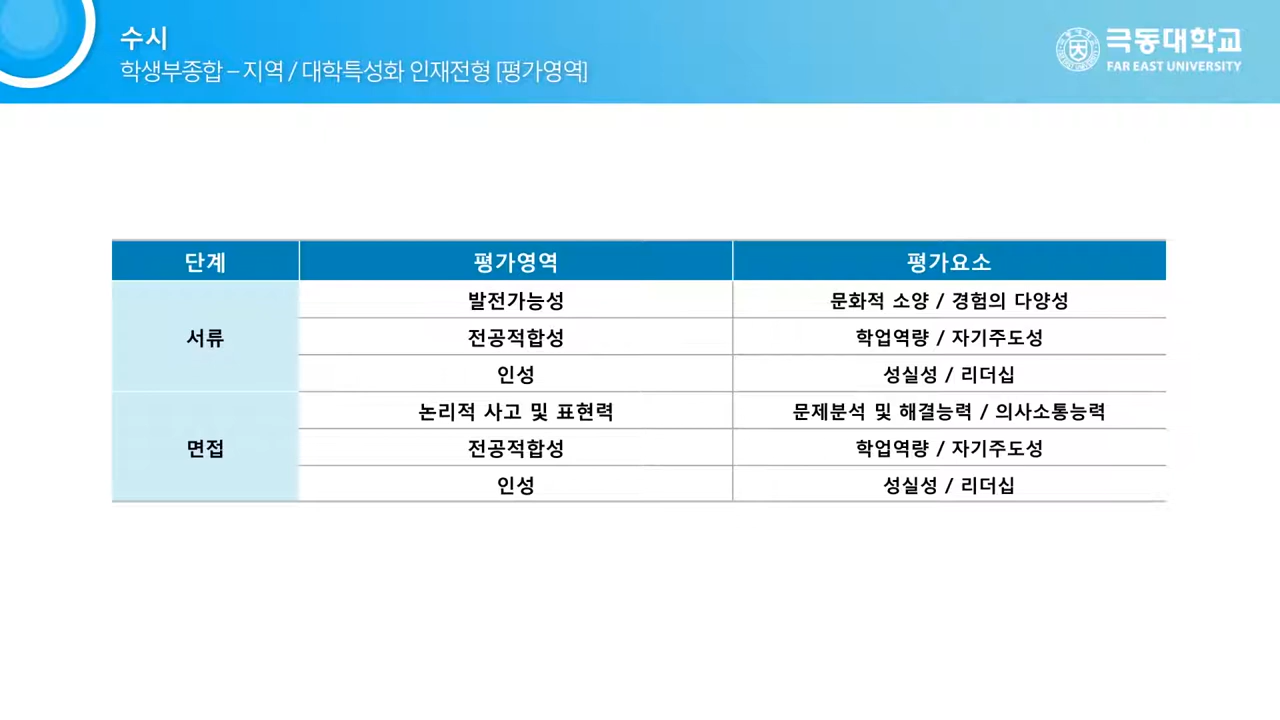 수시
학생부종합 – 지역 / 대학특성화 인재전형 [평가영역]
극동대학교
FAR EAST UNIVERSITY
단계 평가영역 평가요소
서류
발전가능성 문화적 소양 / 경험의 다양성
전공적합성 학업역량 / 자기주도성
인성 성실성 / 리더십
면접
논리적 사고 및 표현력 문제분석 및 해결능력 / 의사소통능력
전공적합성 학업역량 / 자기주도성
인성 성실성 / 리더십